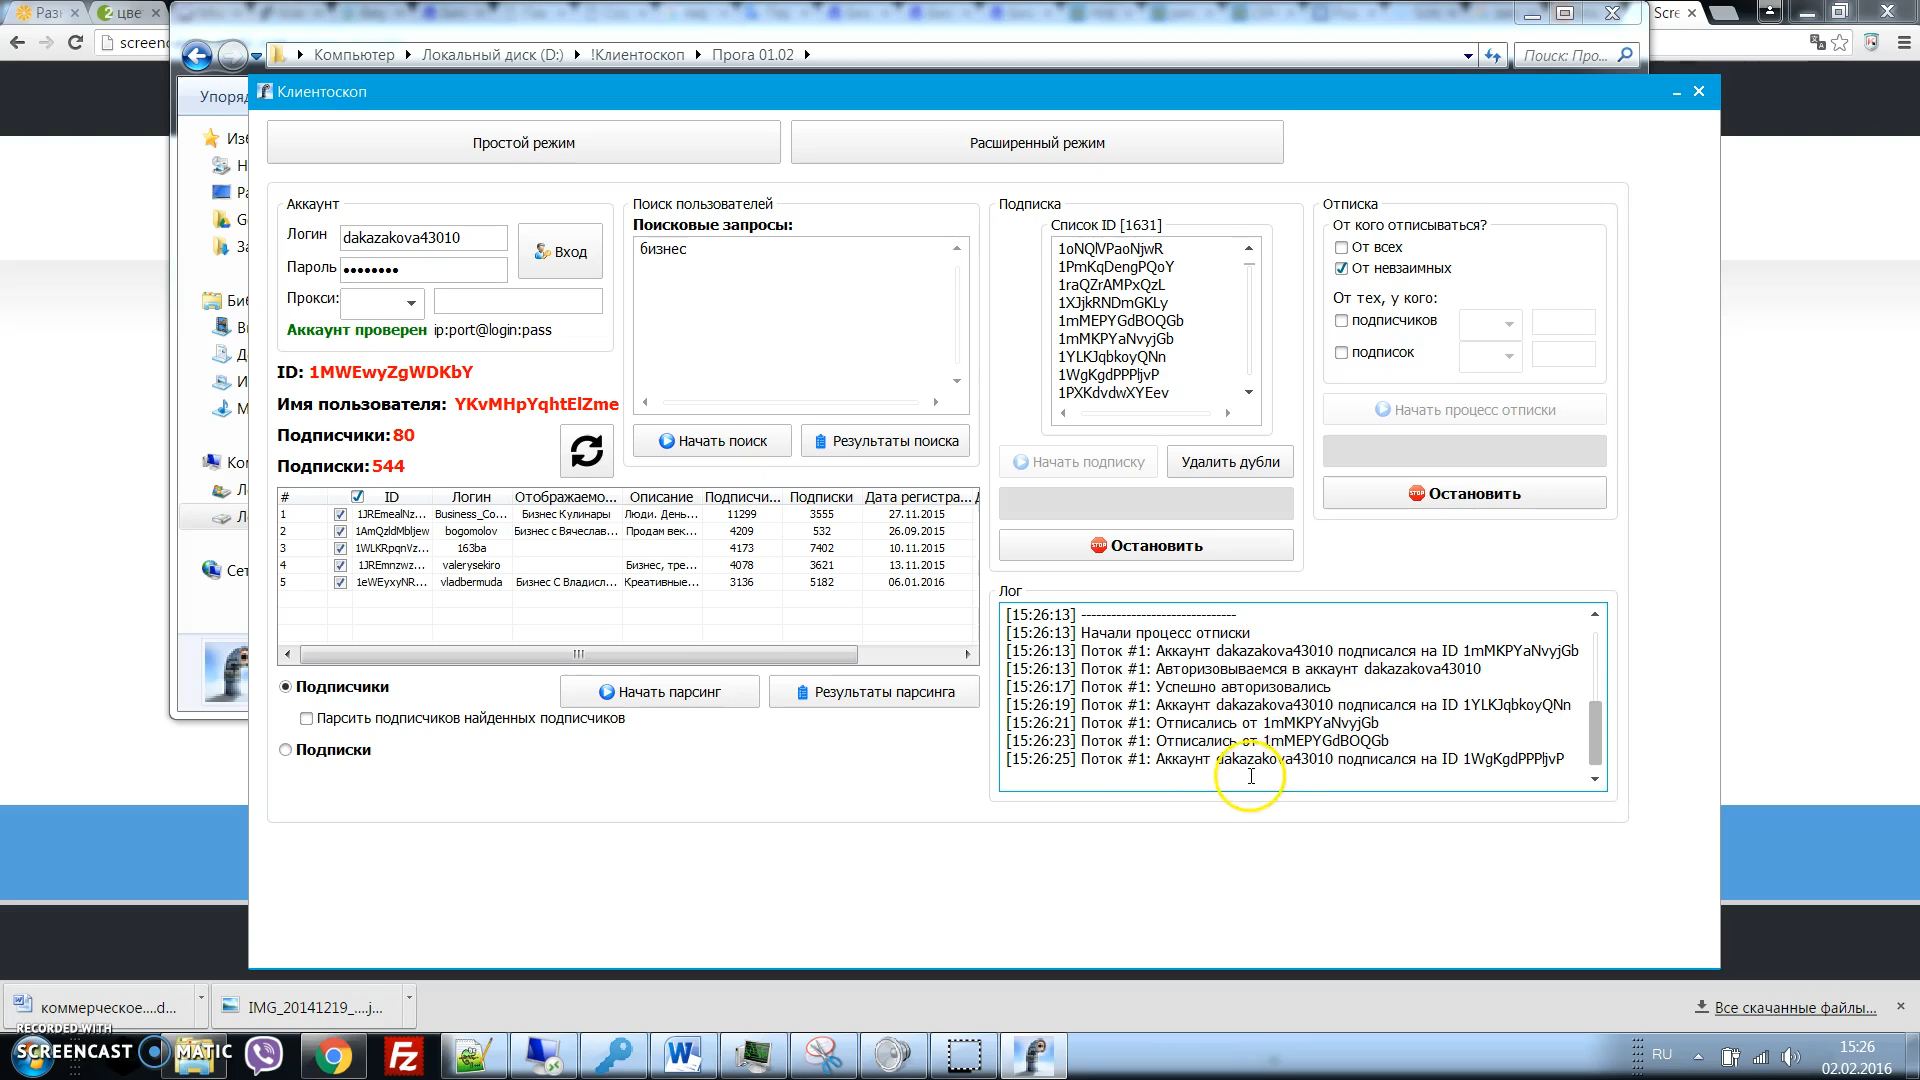 Раз
2 цве
Scre
screenc
Компьютер
Локальный диск (D:)
!Клиентоскоп
Прога 01.02
Поиск: Про...
Упоряд
Клиентоскоп
Простой режим
Расширенный режим
Аккаунт
Логин
dakazakova43010
Вход
Пароль
Прокси:
Аккаунт проверен ip:port@login:pass
ID: 1MWEwyZgWDKbY
Имя пользователя: YKvMHpYqhtElZme
Подписчики: 80
Подписки: 544
Поиск пользователей
Поисковые запросы:
бизнес
Начать поиск
Результаты поиска
# ID Логин Отображаемо... Описание Подписчи... Подписки Дата регистра...
1 1JREmealNz... Business_Co... Бизнес Кулинары Люди. День... 11299 3555 27.11.2015
2 1AmQzldMbljew bogomolov Бизнес с Вячеслав... Продам век... 4209 532 26.09.2015
3 1WLKRpqnVz... 163ba 4173 7402 10.11.2015
4 1JREmnzwz... valerysekiro Бизнес, тре... 4078 3621 13.11.2015
5 1eWEyxyNR... vladbermuda Бизнес С Владисл... Креативные... 3136 5182 06.01.2016
Подписчики
Начать парсинг
Результаты парсинга
Парсить подписчиков найденных подписчиков
Подписки
Подписка
Список ID [1631]
1oNQlVPaoNjwR
1PmKqDengPQoY
1raQZrAMPxQzL
1XJjkRNDmGKLy
1mMEPYGdBOQGb
1mMKPYaNvyjGb
1YLKJqbkoyQNn
1WgKgdPPPljvP
1PXKdvdwXYEev
Начать подписку
Удалить дубли
Остановить
Отписка
От кого отписываться?
От всех
От невзаимных
От тех, у кого:
подписчиков
подписок
Начать процесс отписки
Остановить
Лог
[15:26:13] -------------------------------
[15:26:13] Начали процесс отписки
[15:26:13] Поток #1: Аккаунт dakazakova43010 подписался на ID 1mMKPYaNvyjGb
[15:26:13] Поток #1: Авторизовываемся в аккаунт dakazakova43010
[15:26:17] Поток #1: Успешно авторизовались
[15:26:19] Поток #1: Аккаунт dakazakova43010 подписался на ID 1YLKJqbkoyQNn
[15:26:21] Поток #1: Отписались от 1mMKPYaNvyjGb
[15:26:23] Поток #1: Отписались от 1mMEPYGdBOQGb
[15:26:25] Поток #1: Аккаунт dakazakova43010 подписался на ID 1WgKgdPPPljvP
Изб
Биб
Сет
коммерческое....d...
IMG_20141219_....j...
Все скачанные файлы...
RECORDED WITH
SCREENCAST MATIC
RU
15:26
02.02.2016